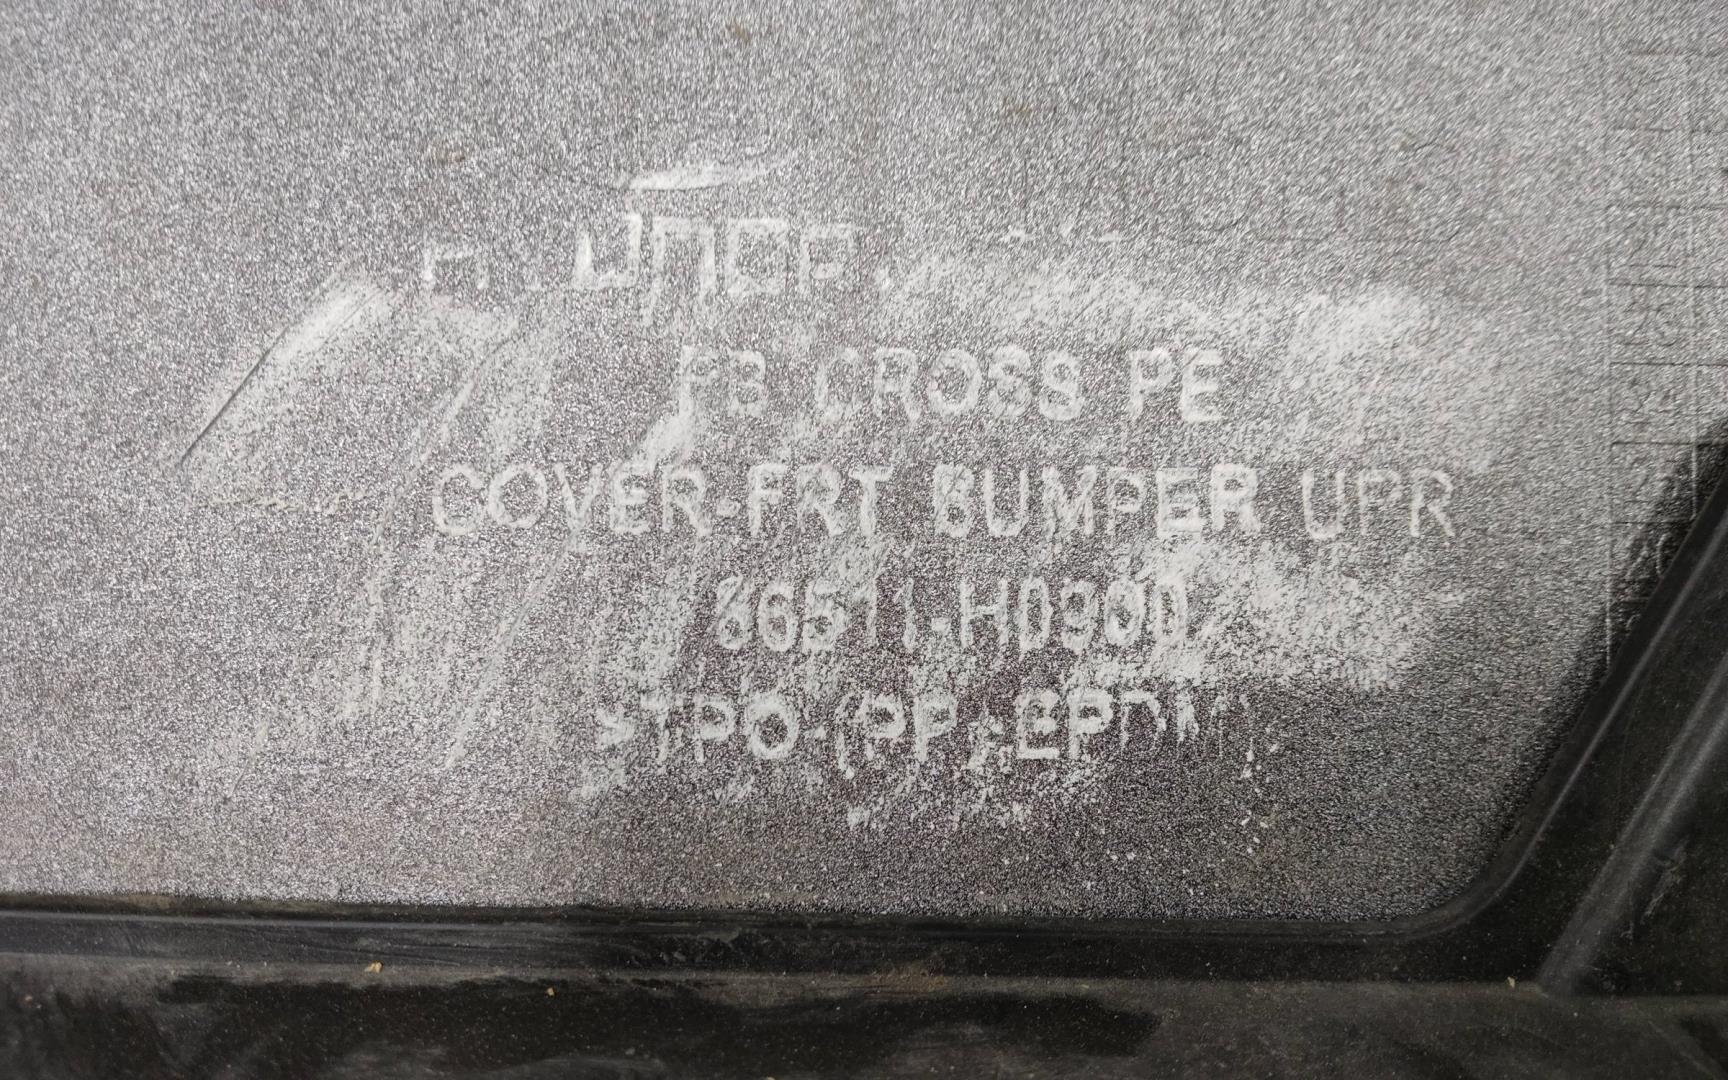 FB CROSS PE
COVER-FRT BUMPER UPR
86511-H0900
>TPO-(PP+EPDM)